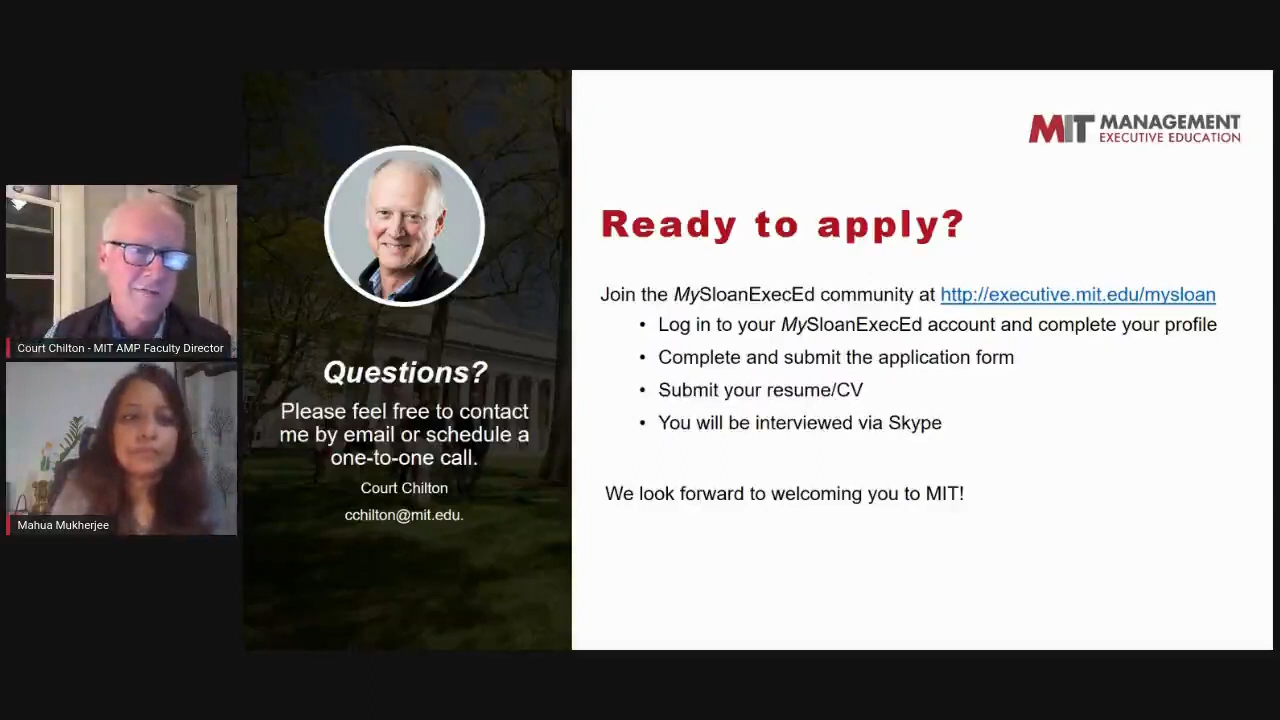 Court Chilton - MIT AMP Faculty Director
Mahua Mukherjee
Questions?
Please feel free to contact
me by email or schedule a
one-to-one call.
Court Chilton
cchilton@mit.edu.
MIT MANAGEMENT
EXECUTIVE EDUCATION
Ready to apply?
Join the MySloanExecEd community at http://executive.mit.edu/mysloan
• Log in to your MySloanExecEd account and complete your profile
• Complete and submit the application form
• Submit your resume/CV
• You will be interviewed via Skype
We look forward to welcoming you to MIT!